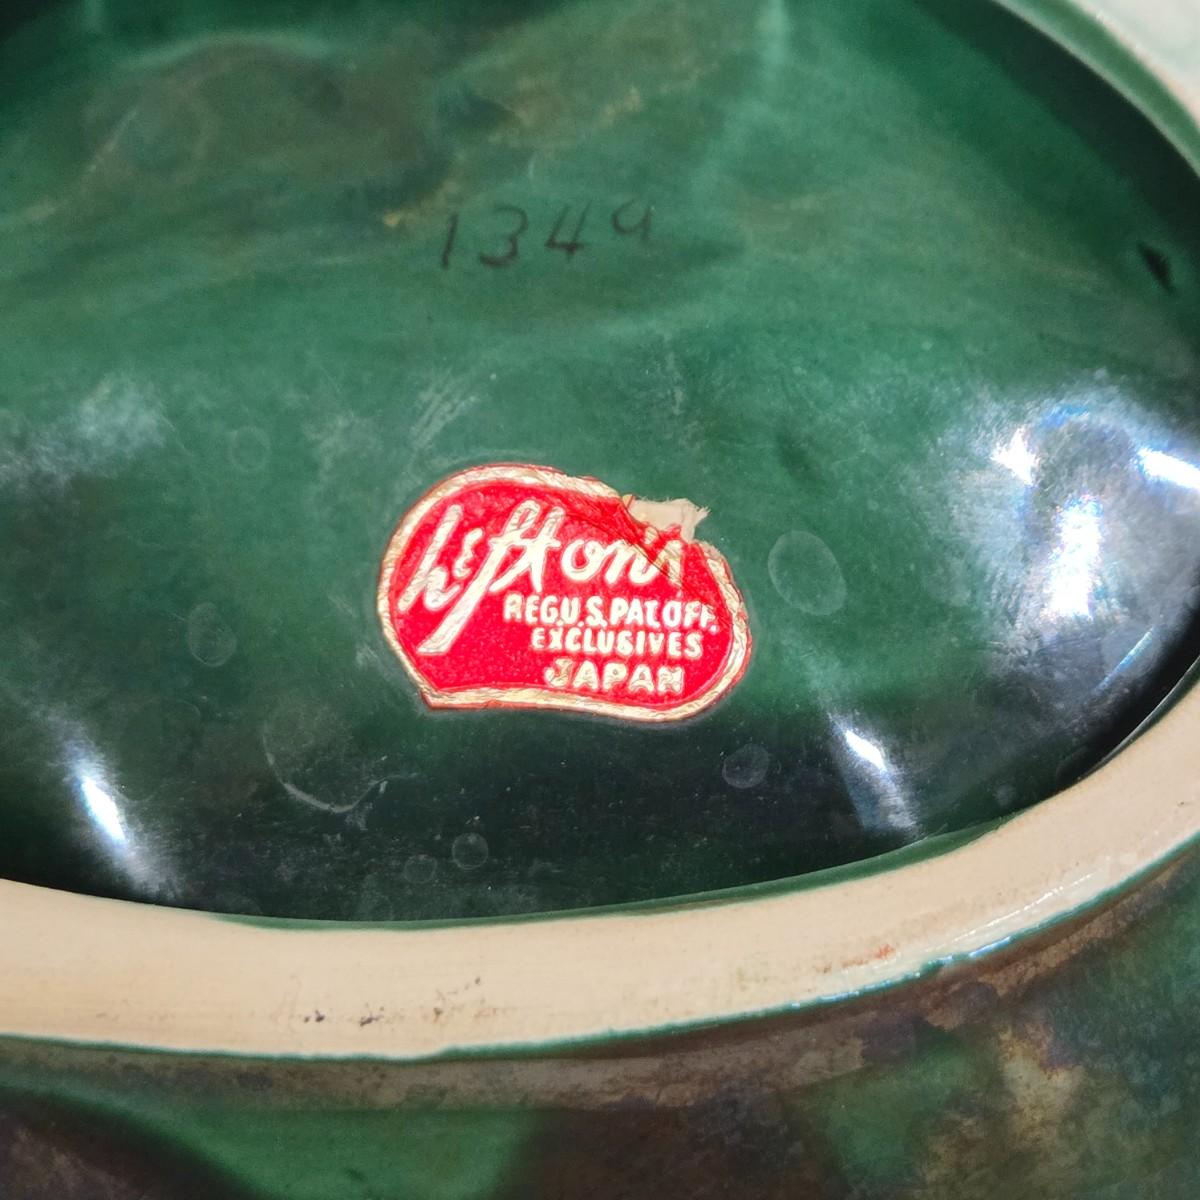 1349
Lefton's
REG.U.S.PAT.OFF.
EXCLUSIVES
JAPAN